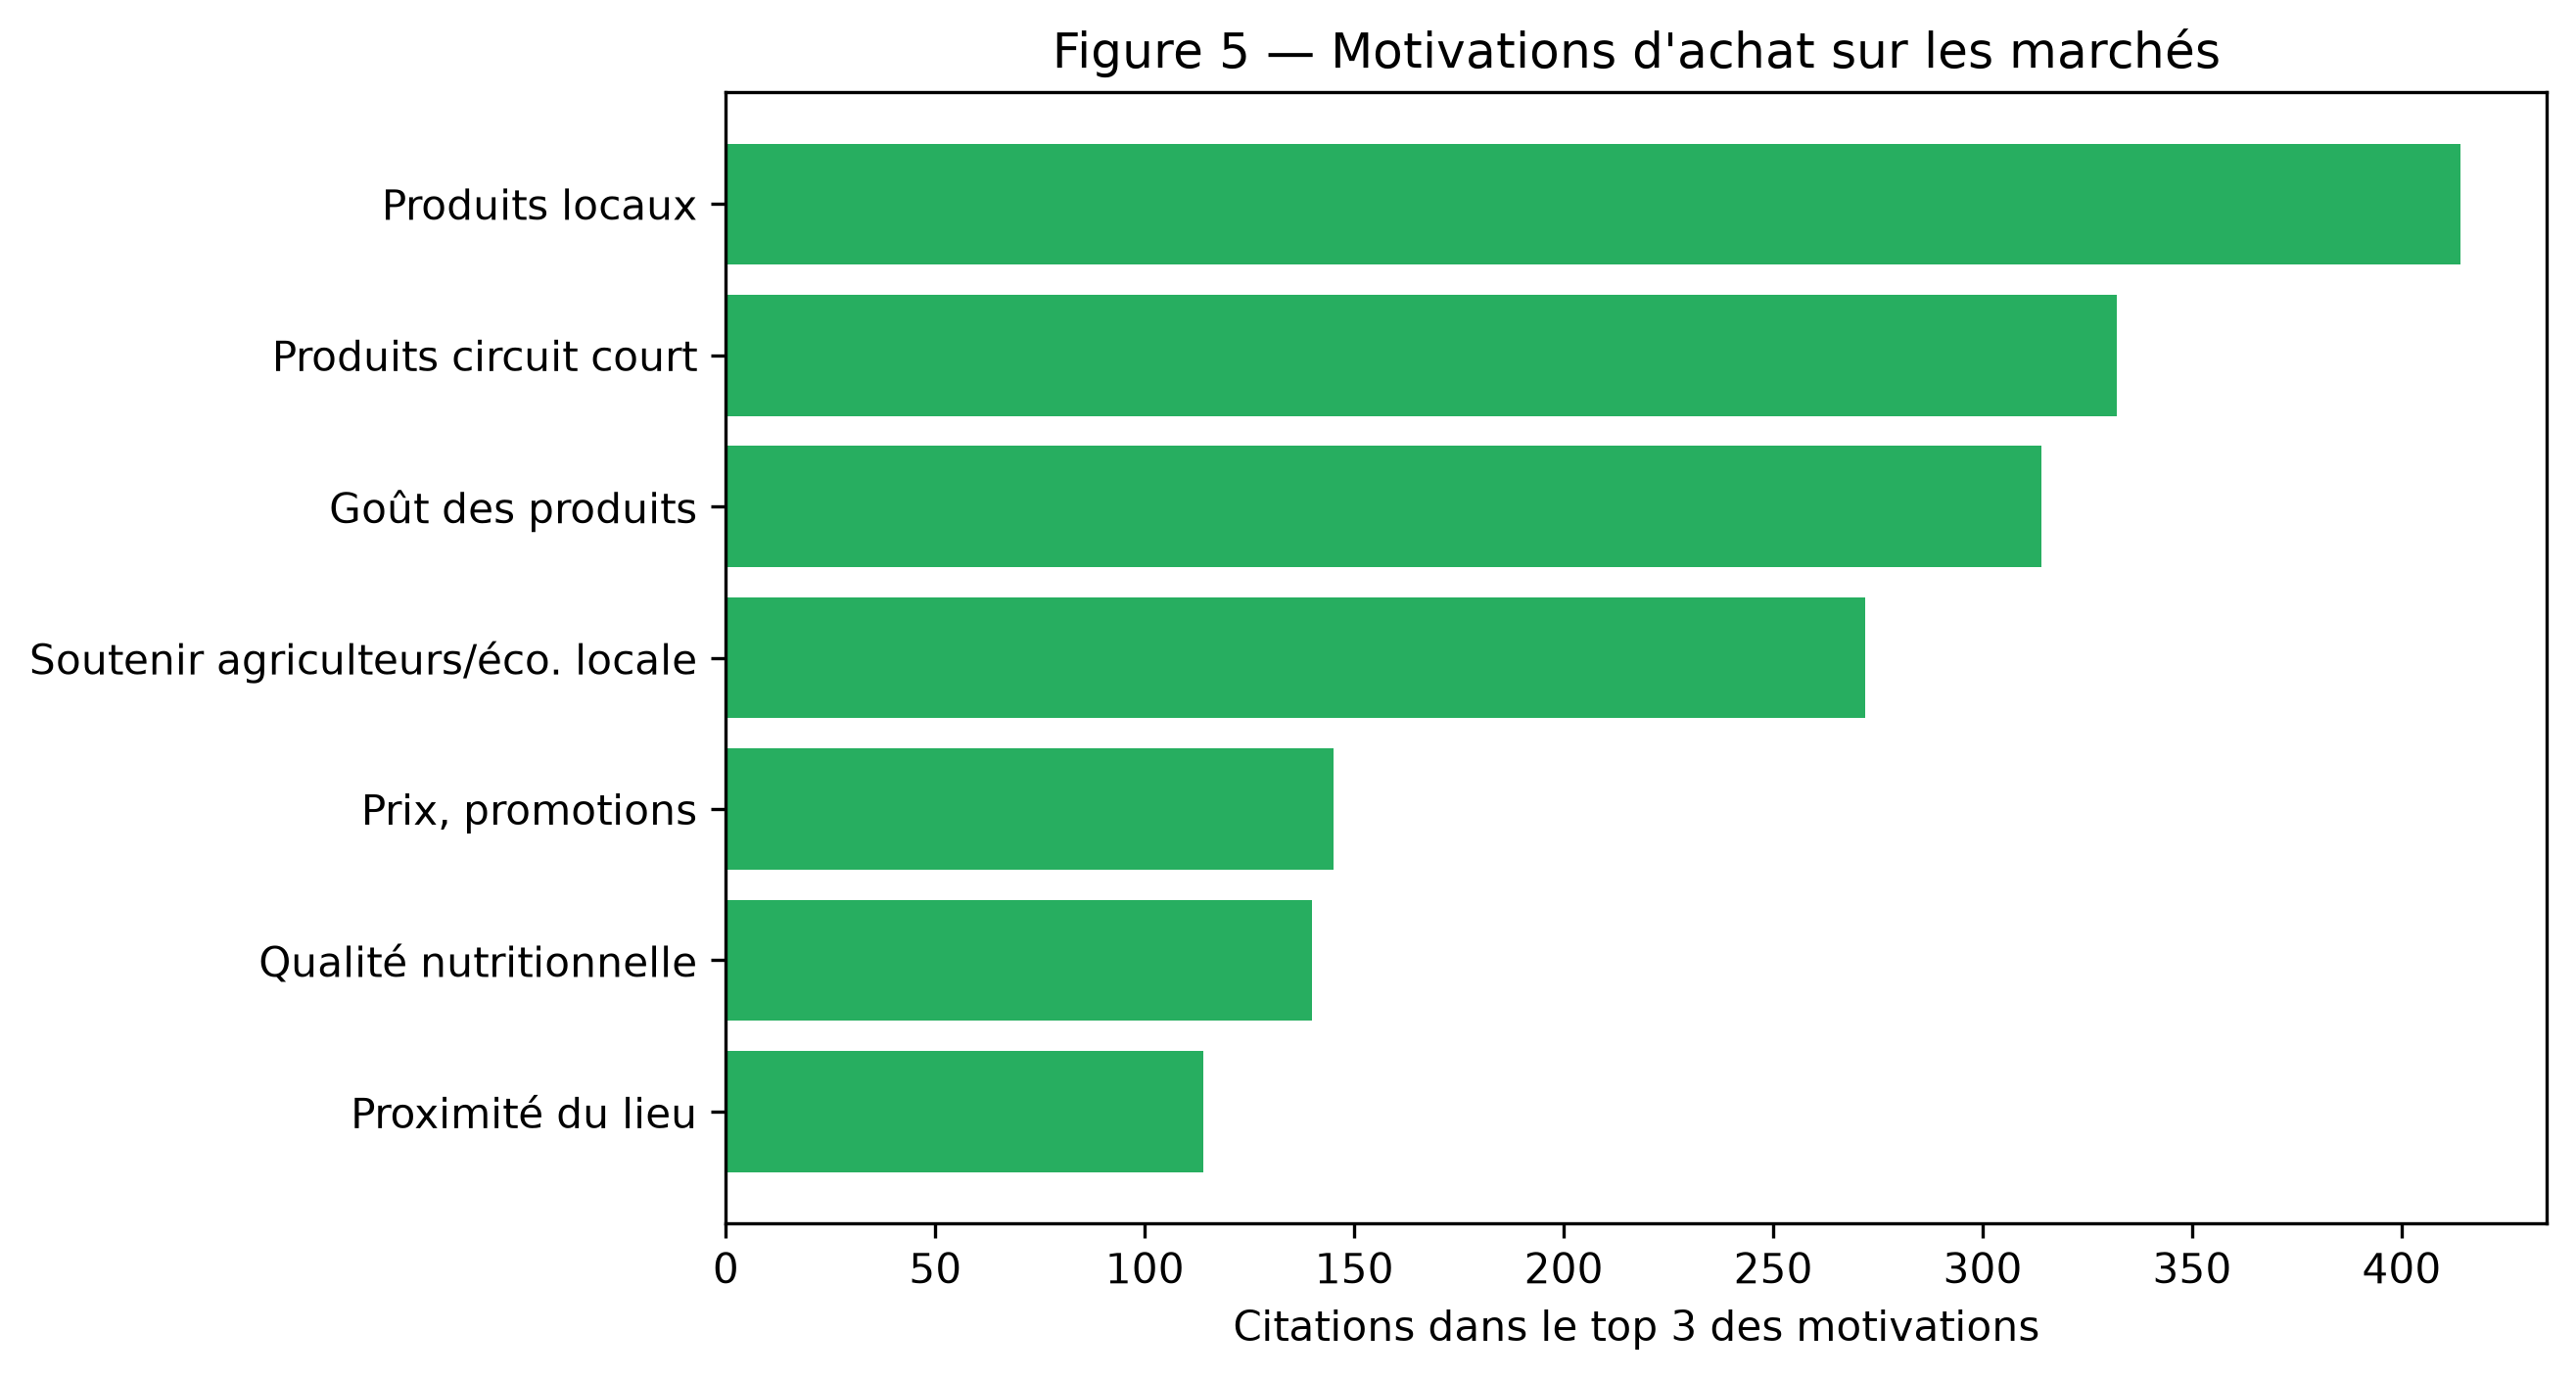 Figure 5 — Motivations d'achat sur les marchés
Produits locaux
Produits circuit court
Goût des produits
Soutenir agriculteurs/éco. locale
Prix, promotions
Qualité nutritionnelle
Proximité du lieu
0 50 100 150 200 250 300 350 400
Citations dans le top 3 des motivations